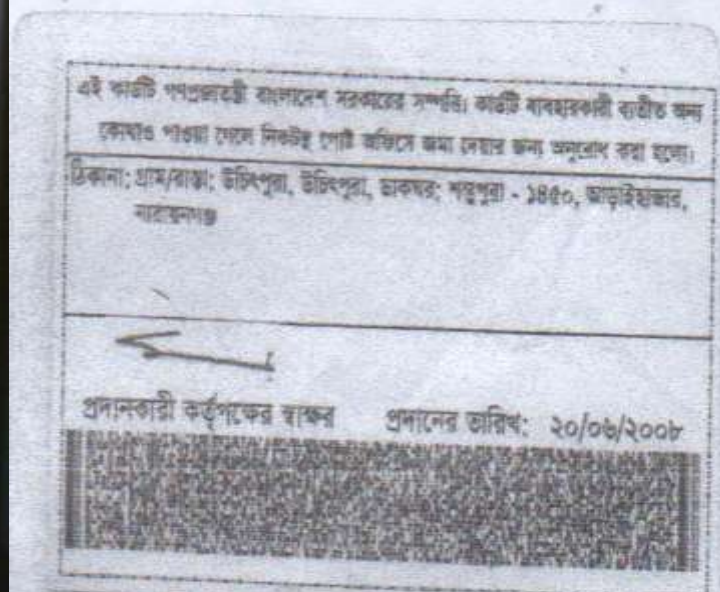 এই কার্ডটি গণপ্রজাতন্ত্রী বাংলাদেশ সরকারের সম্পত্তি। কার্ডটি ব্যবহারকারী ব্যতীত অন্য
কোথাও পাওয়া গেলে নিকটস্থ পোষ্ট অফিসে জমা দেয়ার জন্য অনুরোধ করা হলো।
ঠিকানা: গ্রাম/রাস্তা: উচিৎপুরা, উচিৎপুরা, ডাকঘর: শম্ভুপুরা - ১৪৫০, আড়াইহাজার,
নারায়নগঞ্জ
প্রদানকারী কর্তৃপক্ষের স্বাক্ষর প্রদানের তারিখ: ২০/০৬/২০০৮